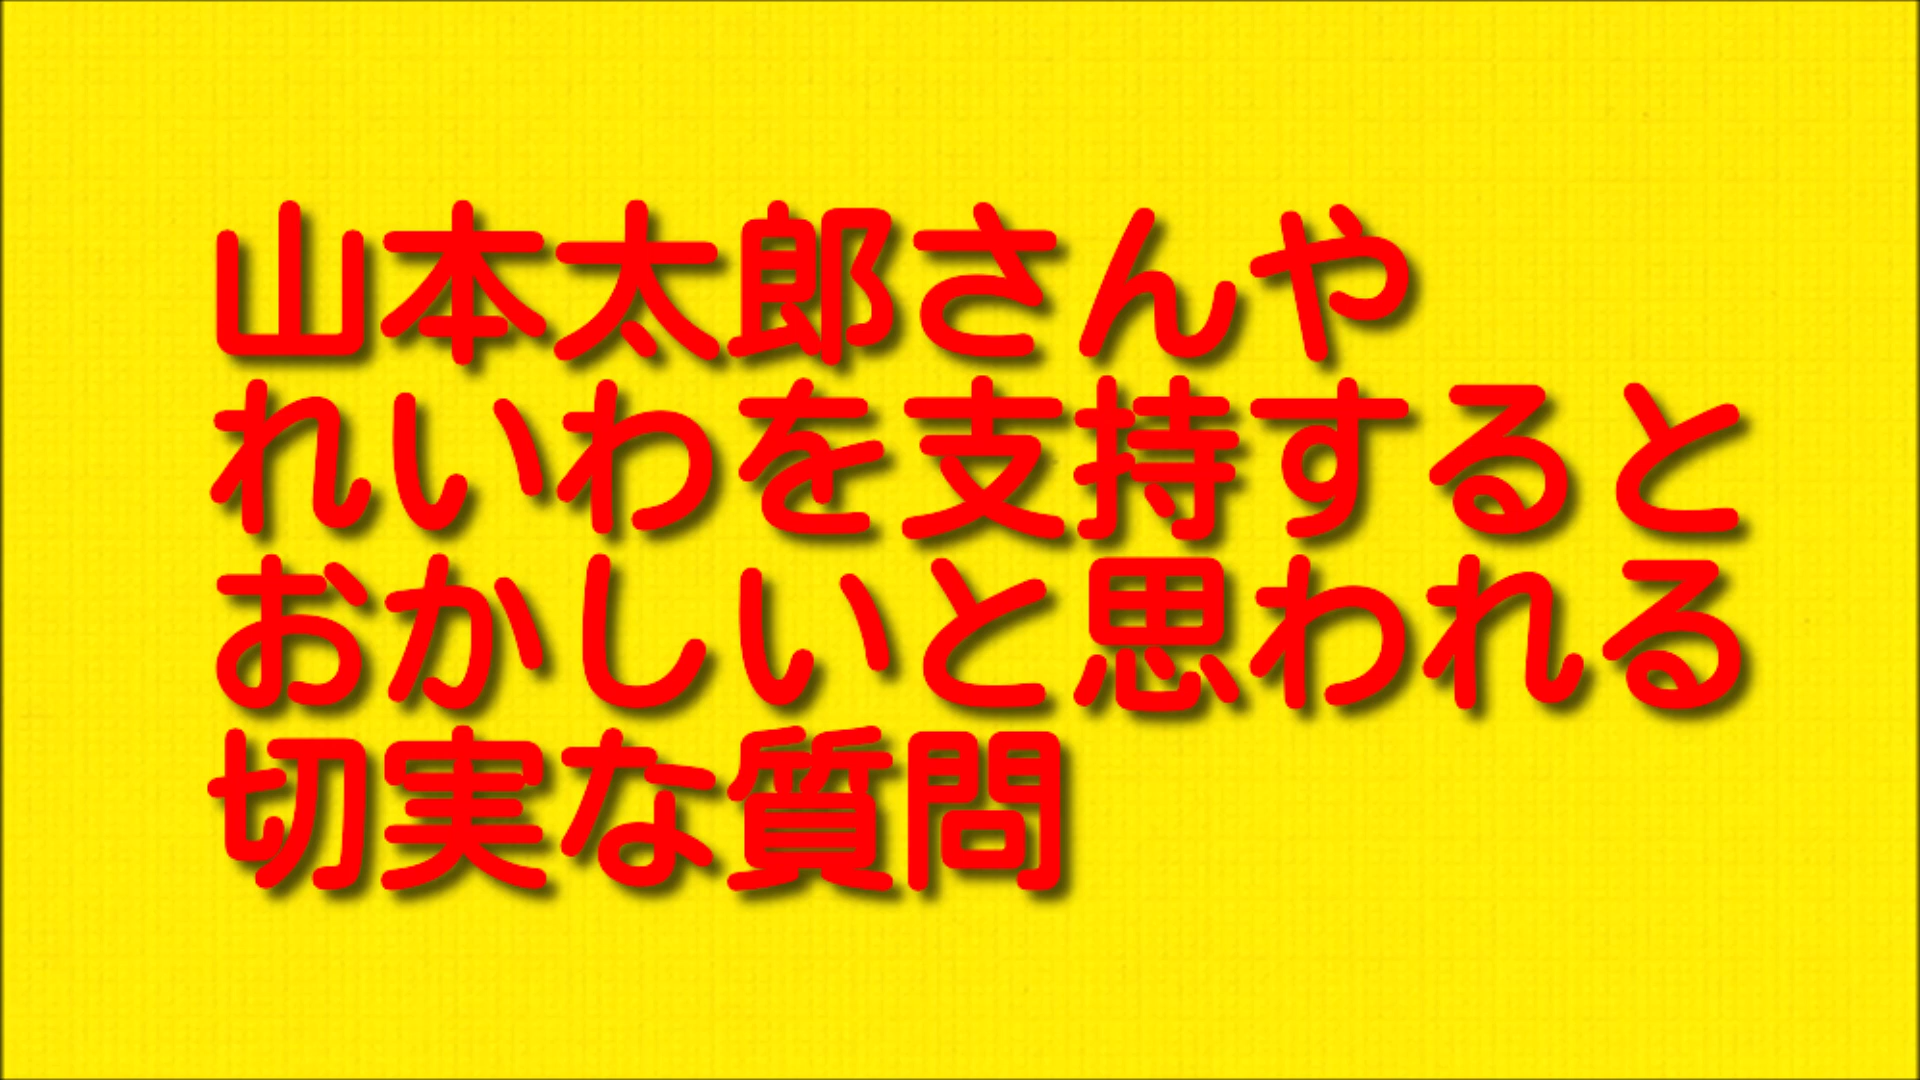 山本太郎さんや
れいわを支持すると
おかしいと思われる
切実な質問